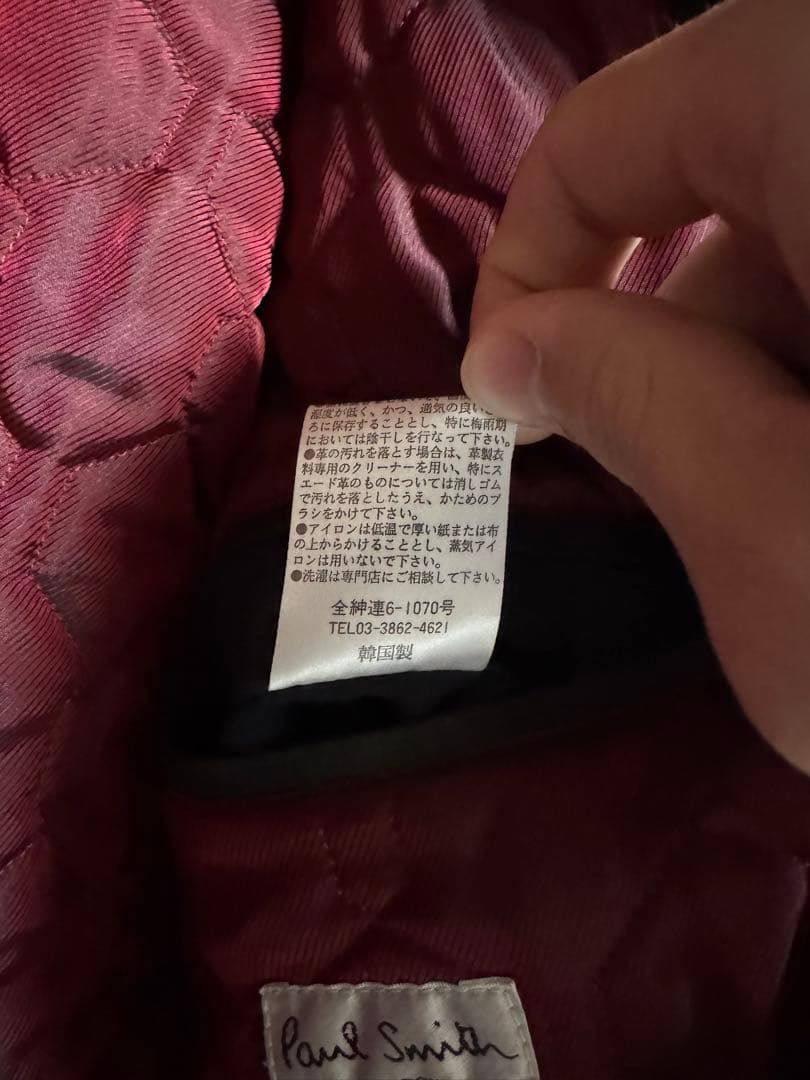 湿度が低く、かつ、通気の良いと
ろに保存することとし、特に梅雨期
においては陰干しを行なって下さい。
●革の汚れを落とす場合は、革製衣
料専用のクリーナーを用い、特にス
エード革のものについては消しゴム
で汚れを落としたうえ、かためのブ
ラシをかけて下さい。
●アイロンは低温で厚い紙または布
の上からかけることとし、蒸気アイ
ロンは用いないで下さい。
●洗濯は専門店にご相談して下さい。
全紳連6-1070号
TEL03-3862-4621
韓国製
Paul Smith